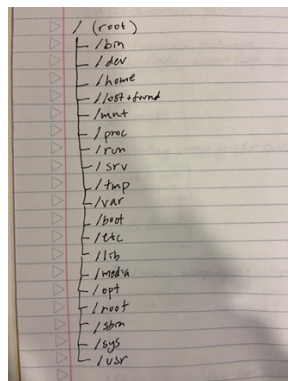 / (root)
/bin
/dev
/home
/lost+found
/mnt
/proc
/run
/srv
/tmp
/var
/boot
/etc
/lib
/media
/opt
/root
/sbin
/sys
/usr